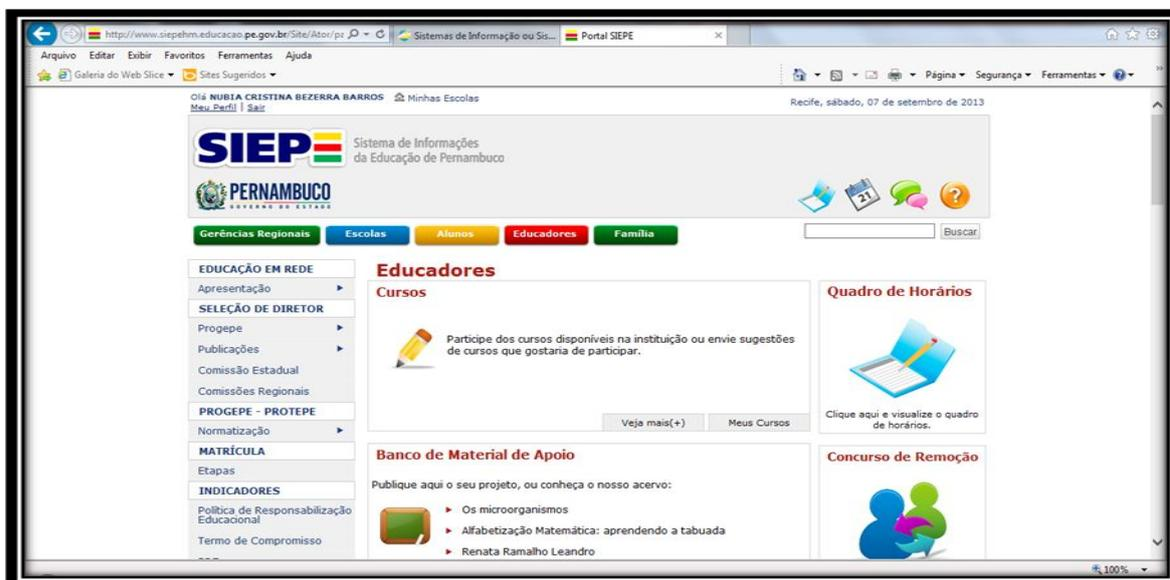 http://www.siepehm.educacao.pe.gov.br/Site/Ator/pa
Sistemas de Informação ou Sis...
Portal SIEPE
Arquivo Editar Exibir Favoritos Ferramentas Ajuda
Galeria do Web Slice
Sites Sugeridos
Página Segurança Ferramentas
Olá NUBIA CRISTINA BEZERRA BARROS Minhas Escolas
Meu Perfil | Sair
Recife, sábado, 07 de setembro de 2013
SIEPE
Sistema de Informações
da Educação de Pernambuco
PERNAMBUCO
GOVERNO DO ESTADO
21
Gerências Regionais
Escolas
Alunos
Educadores
Família
Buscar
EDUCAÇÃO EM REDE
Apresentação
SELEÇÃO DE DIRETOR
Progepe
Publicações
Comissão Estadual
Comissões Regionais
PROGEPE - PROTEPE
Normatização
MATRÍCULA
Etapas
INDICADORES
Política de Responsabilização
Educacional
Termo de Compromisso
Educadores
Cursos
Participe dos cursos disponíveis na instituição ou envie sugestões
de cursos que gostaria de participar.
Veja mais(+)
Meus Cursos
Quadro de Horários
Clique aqui e visualize o quadro
de horários.
Banco de Material de Apoio
Publique aqui o seu projeto, ou conheça o nosso acervo:
Os microorganismos
Alfabetização Matemática: aprendendo a tabuada
Renata Ramalho Leandro
Concurso de Remoção
100%